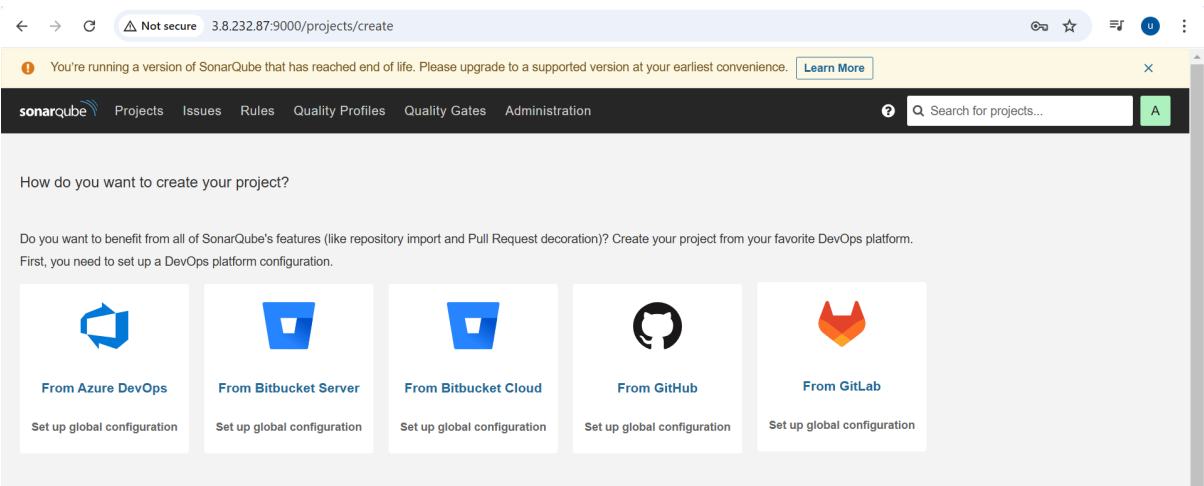 Not secure 3.8.232.87:9000/projects/create U
You're running a version of SonarQube that has reached end of life. Please upgrade to a supported version at your earliest convenience. Learn More
sonarqube Projects Issues Rules Quality Profiles Quality Gates Administration Search for projects... A
How do you want to create your project?
Do you want to benefit from all of SonarQube's features (like repository import and Pull Request decoration)? Create your project from your favorite DevOps platform.
First, you need to set up a DevOps platform configuration.
From Azure DevOps From Bitbucket Server From Bitbucket Cloud From GitHub From GitLab
Set up global configuration Set up global configuration Set up global configuration Set up global configuration Set up global configuration